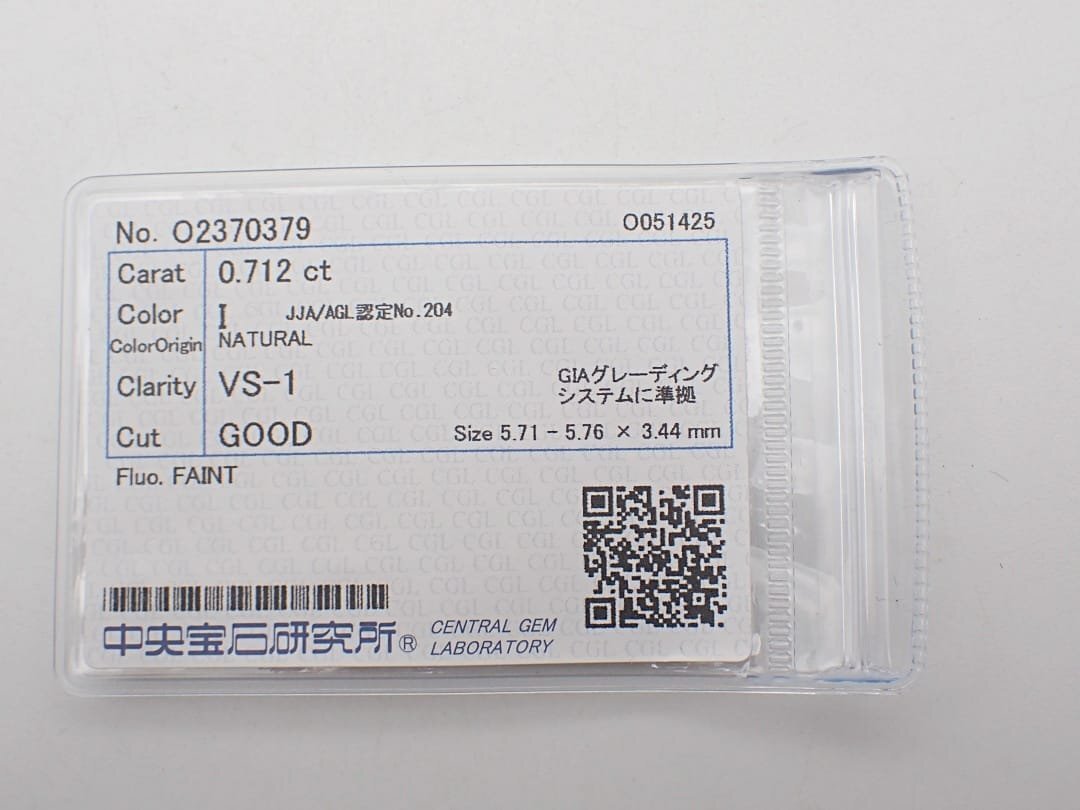 No. O2370379 O051425
Carat 0.712 ct
Color I JJA/AGL認定No.204
ColorOrigin NATURAL
Clarity VS-1 GIAグレーディング
システムに準拠
Cut GOOD Size 5.71 - 5.76 × 3.44 mm
Fluo. FAINT
中央宝石研究所® CENTRAL GEM
LABORATORY